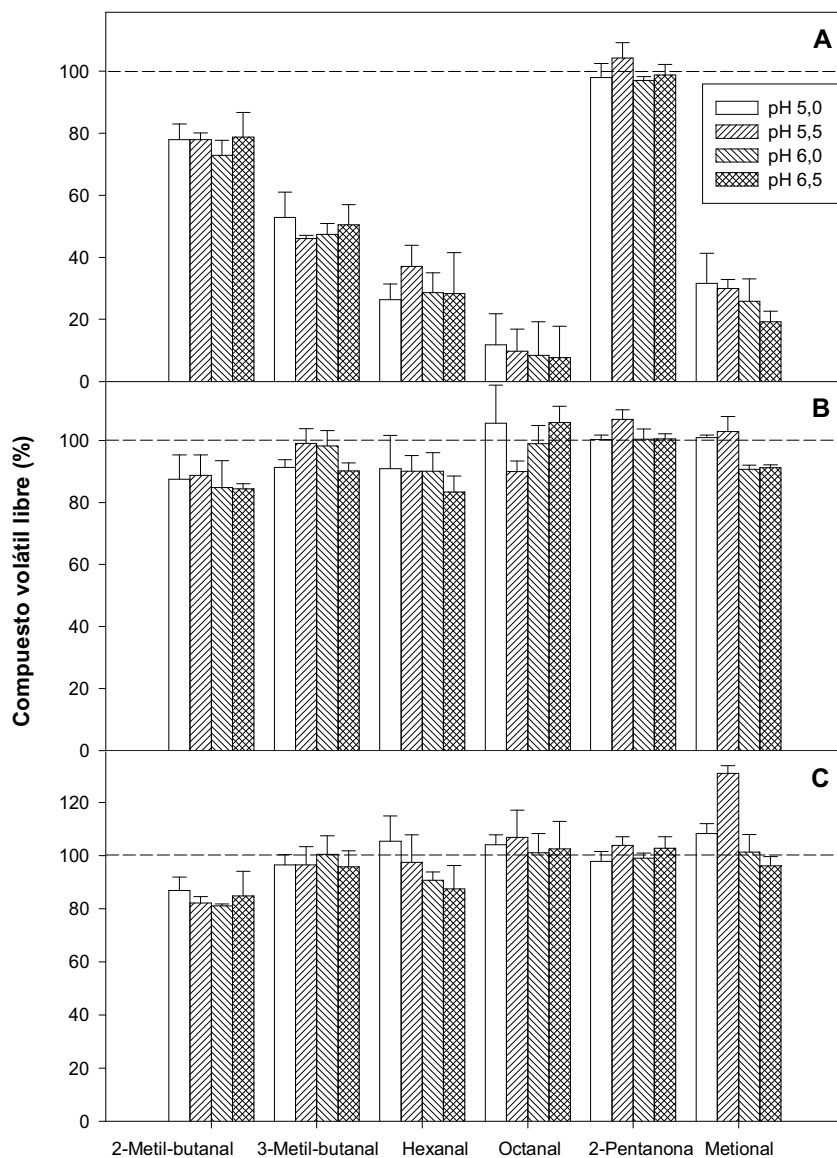 A
100
80
60
40
20
0
pH 5,0
pH 5,5
pH 6,0
pH 6,5
B
100
80
60
40
20
0
C
120
100
80
60
40
20
0
Compuesto volátil libre (%)
2-Metil-butanal 3-Metil-butanal Hexanal Octanal 2-Pentanona Metional